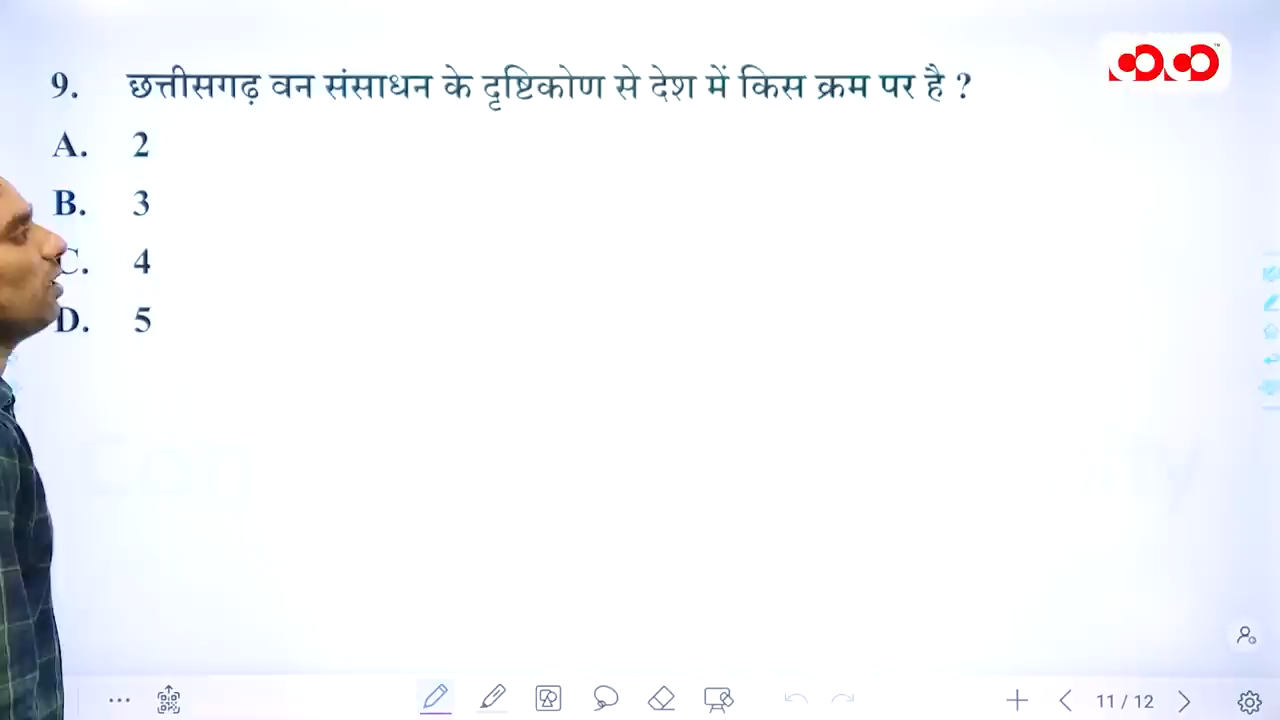 9. छत्तीसगढ़ वन संसाधन के दृष्टिकोण से देश में किस क्रम पर है ?
A. 2
B. 3
C. 4
D. 5
11 / 12